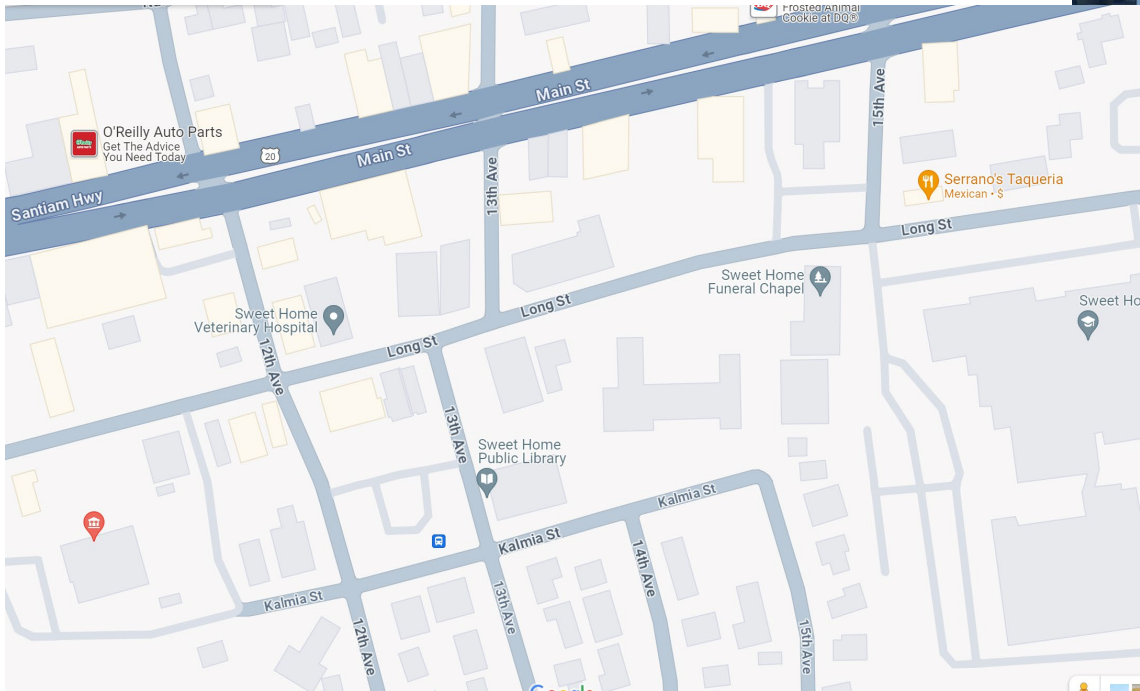 Frosted Animal
Cookie at DQ®
Main St
15th Ave
O'Reilly Auto Parts
Get The Advice
You Need Today
20
Main St
13th Ave
Serrano's Taqueria
Mexican • $
Santiam Hwy
Long St
Sweet Home
Funeral Chapel
Long St
Sweet Ho
Sweet Home
Veterinary Hospital
Long St
12th Ave
13th Ave
Sweet Home
Public Library
Kalmia St
Kalmia St
14th Ave
Kalmia St
13th Ave
12th Ave
15th Ave
Google